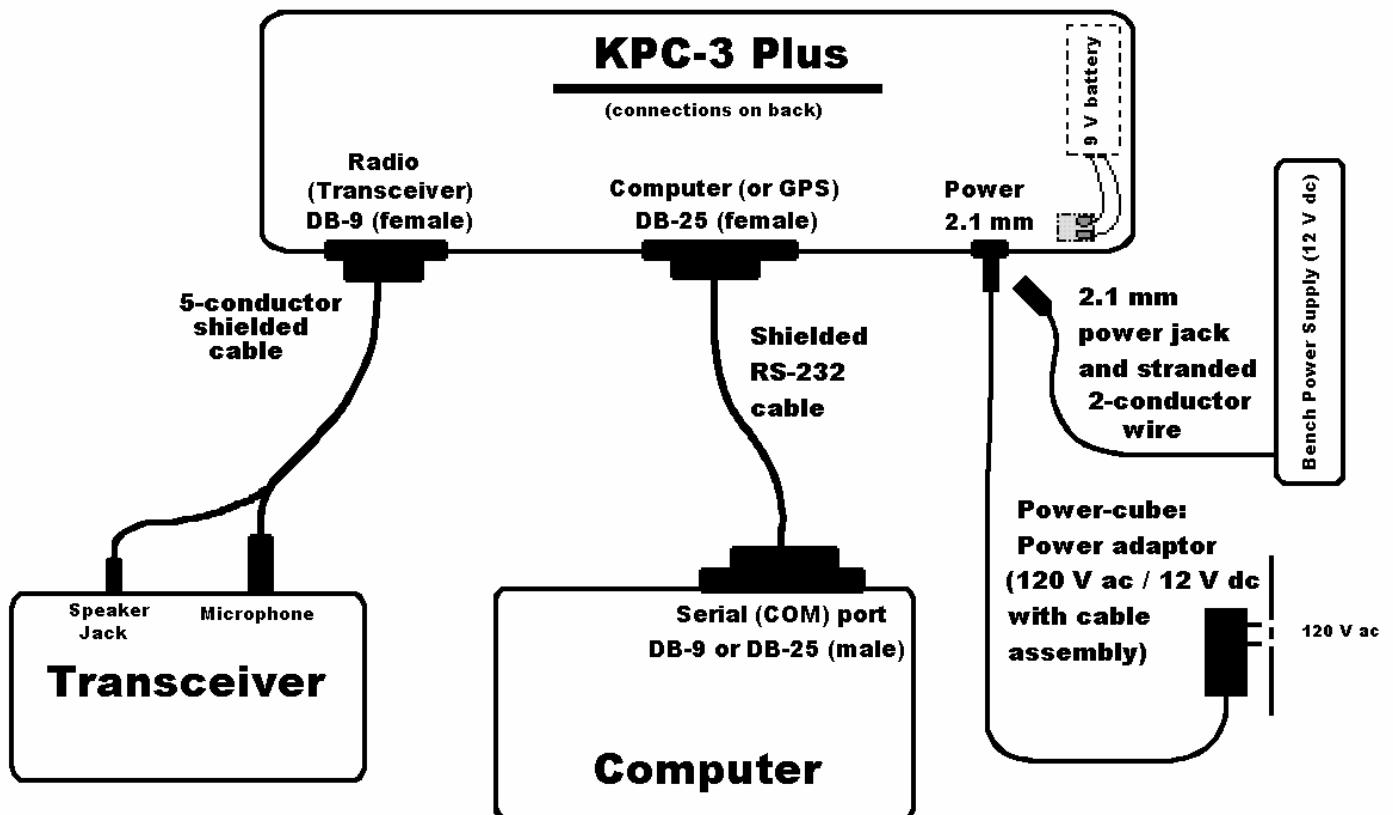 KPC-3 Plus
(connections on back)
9 V battery
Radio
(Transceiver)
DB-9 (female)
Computer (or GPS)
DB-25 (female)
Power
2.1 mm
Bench Power Supply (12 V dc)
5-conductor
shielded
cable
Shielded
RS-232
cable
2.1 mm
power jack
and stranded
2-conductor
wire
Power-cube:
Power adaptor
(120 V ac / 12 V dc
with cable
assembly)
120 V ac
Speaker
Jack
Microphone
Transceiver
Serial (COM) port
DB-9 or DB-25 (male)
Computer